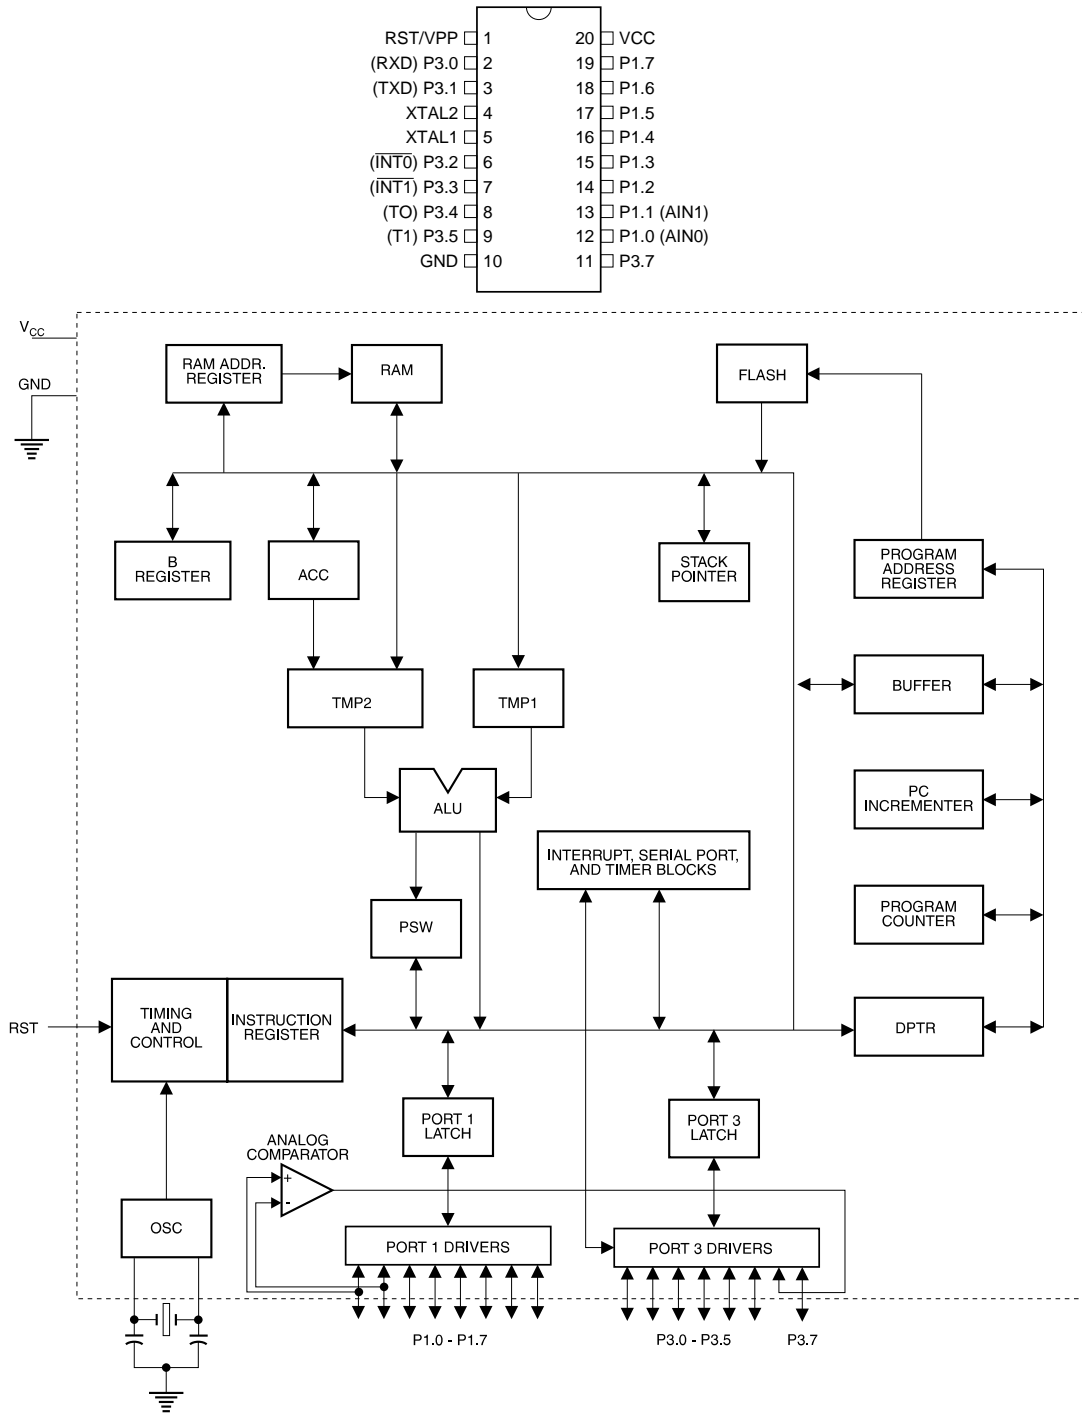 RST/VPP 1 20 VCC
(RXD) P3.0 2 19 P1.7
(TXD) P3.1 3 18 P1.6
XTAL2 4 17 P1.5
XTAL1 5 16 P1.4
(INT0) P3.2 6 15 P1.3
(INT1) P3.3 7 14 P1.2
(TO) P3.4 8 13 P1.1 (AIN1)
(T1) P3.5 9 12 P1.0 (AIN0)
GND 10 11 P3.7
VCC
GND
RAM ADDR.
REGISTER
RAM
FLASH
B
REGISTER
ACC
STACK
POINTER
PROGRAM
ADDRESS
REGISTER
TMP2
TMP1
BUFFER
ALU
PC
INCREMENTER
INTERRUPT, SERIAL PORT,
AND TIMER BLOCKS
PSW
PROGRAM
COUNTER
RST
TIMING
AND
CONTROL
INSTRUCTION
REGISTER
DPTR
PORT 1
LATCH
PORT 3
LATCH
ANALOG
COMPARATOR
+
-
OSC
PORT 1 DRIVERS
PORT 3 DRIVERS
P1.0 - P1.7
P3.0 - P3.5
P3.7